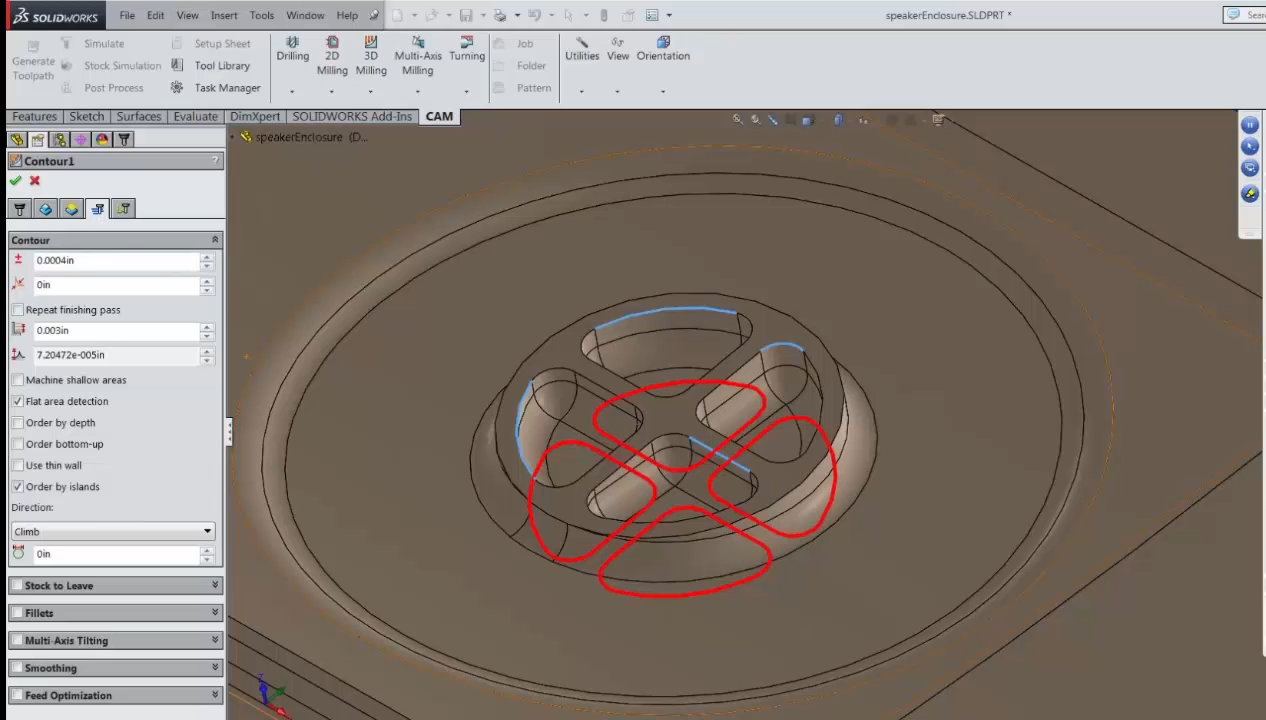 SOLIDWORKS File Edit View Insert Tools Window Help speakerEnclosure.SLDPRT * Sear
Generate Toolpath
Simulate
Stock Simulation
Post Process
Setup Sheet
Tool Library
Task Manager
Drilling
2D Milling
3D Milling
Multi-Axis Milling
Turning
Job
Folder
Pattern
Utilities View Orientation
Features Sketch Surfaces Evaluate DimXpert SOLIDWORKS Add-Ins CAM
speakerEnclosure (D...
Contour1 ?
Contour
0.0004in
0in
Repeat finishing pass
0.003in
7.20472e-005in
Machine shallow areas
Flat area detection
Order by depth
Order bottom-up
Use thin wall
Order by islands
Direction:
Climb
0in
Stock to Leave
Fillets
Multi-Axis Tilting
Smoothing
Feed Optimization
Z